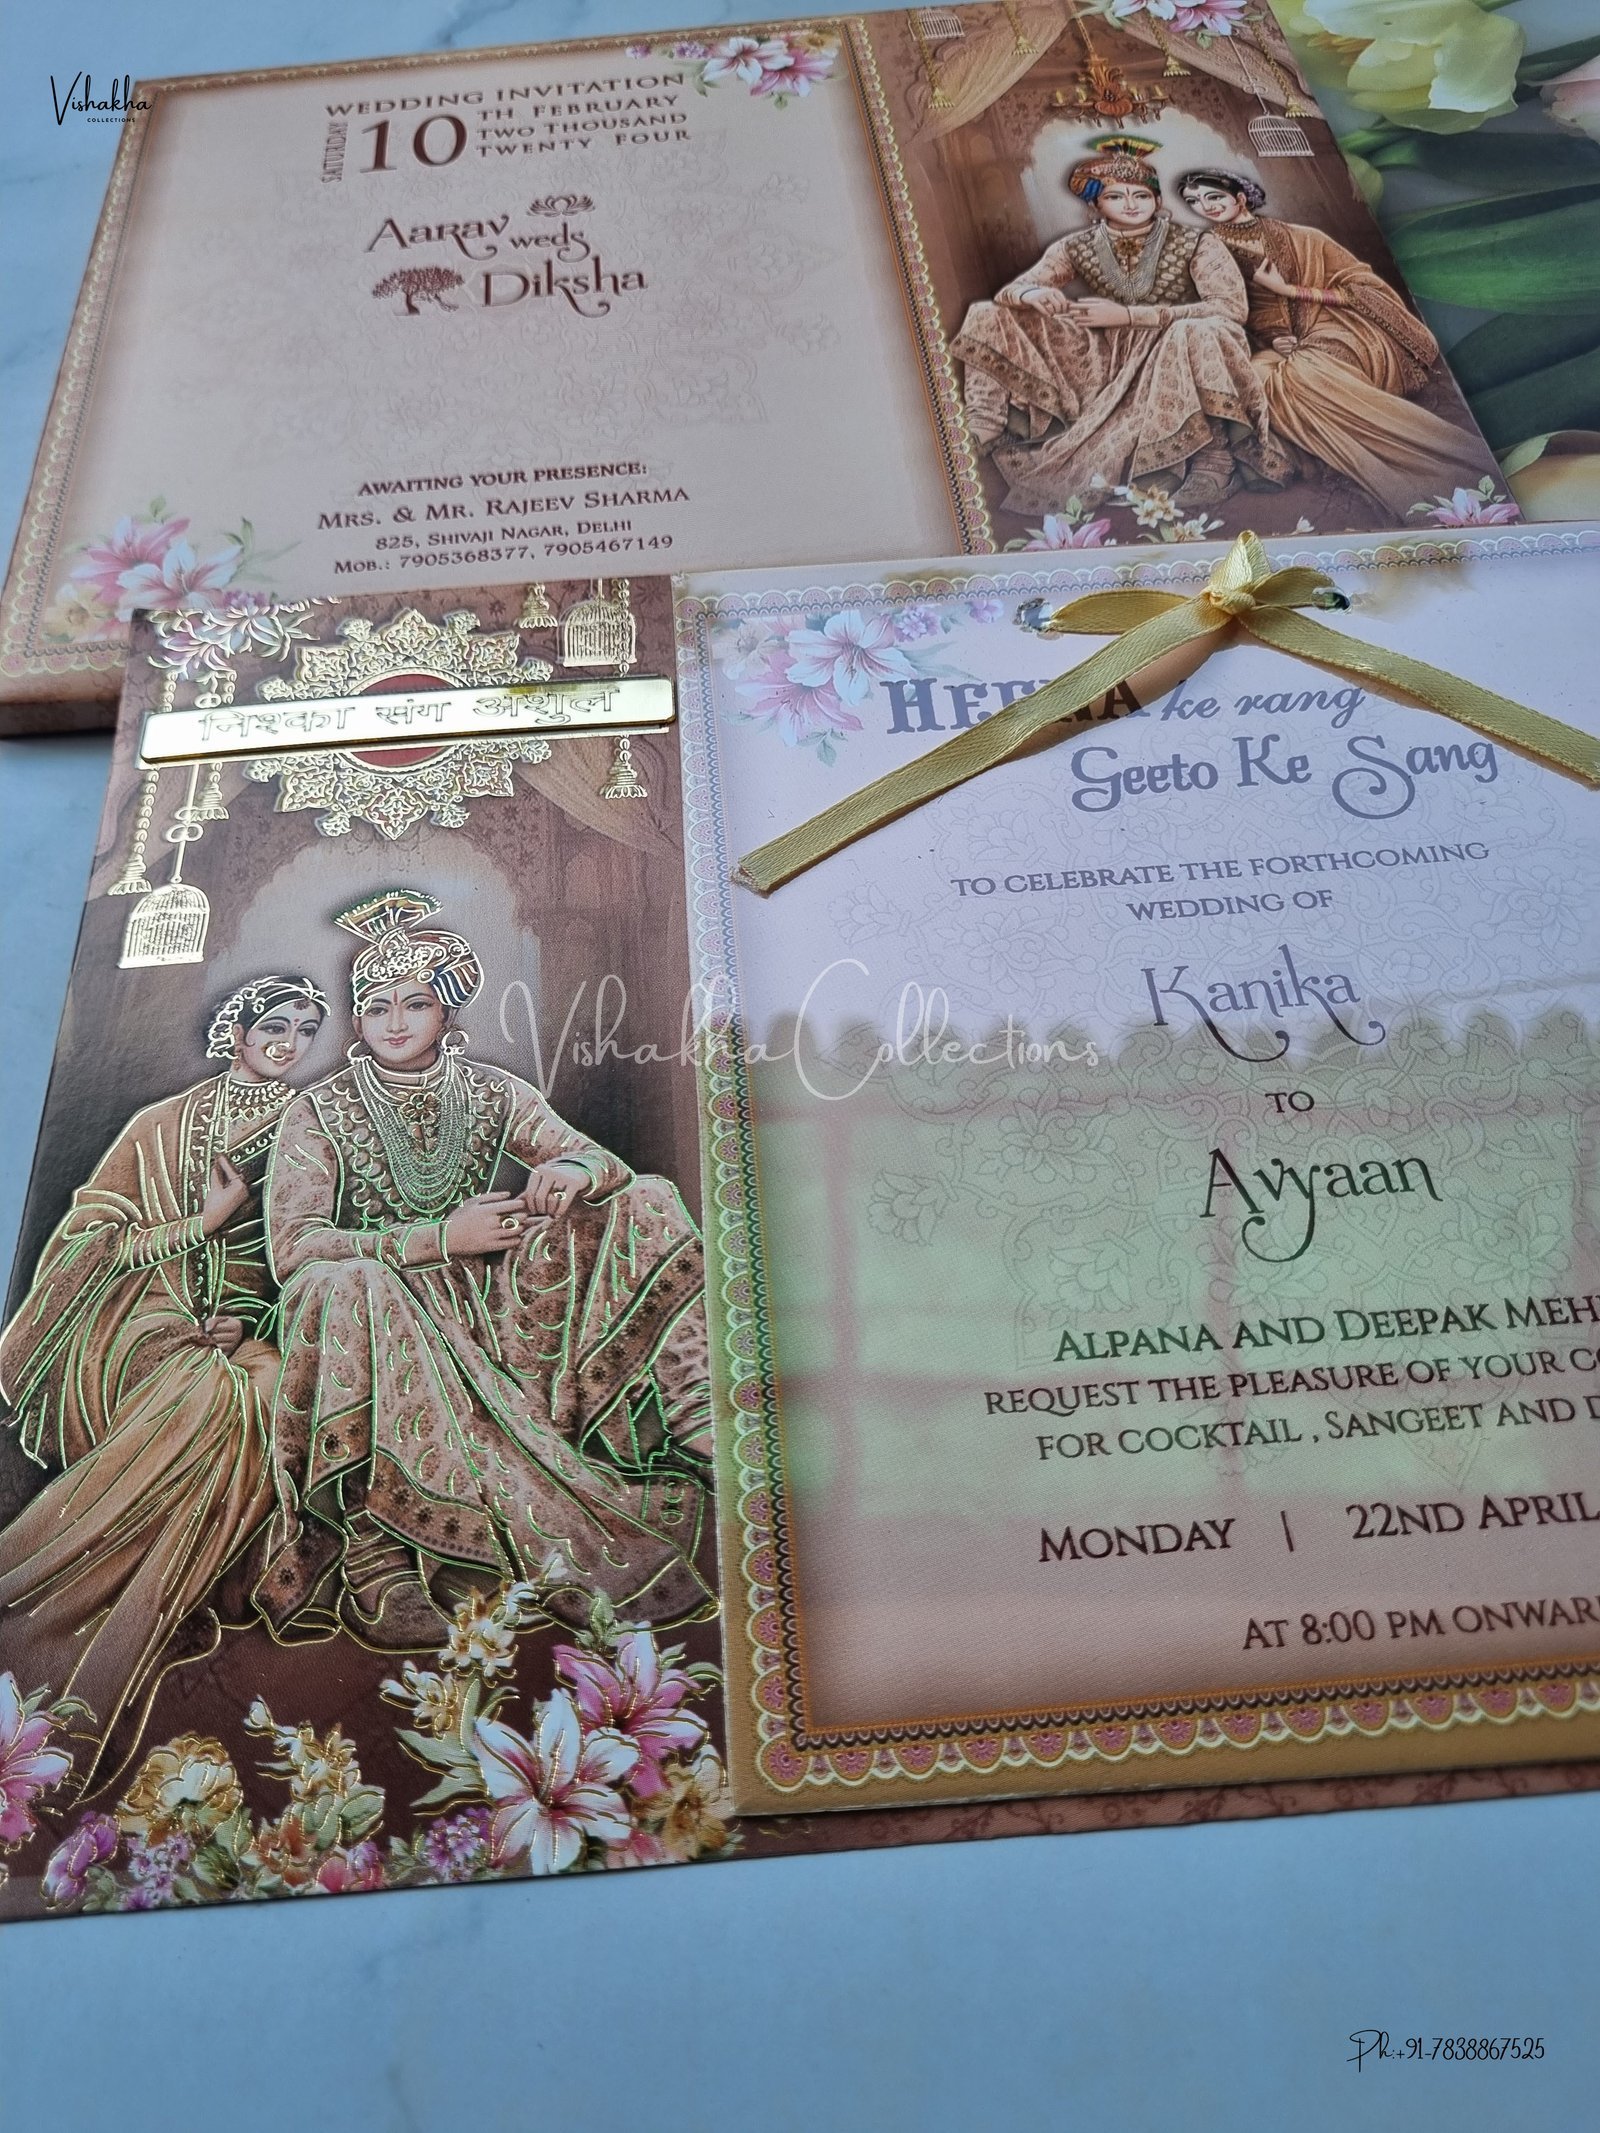 Vishakha
COLLECTIONS
WEDDING INVITATION
SATURDAY
10
TH FEBRUARY
TWO THOUSAND
TWENTY FOUR
Aarav
weds
Diksha
AWAITING YOUR PRESENCE:
MRS. & MR. RAJEEV SHARMA
825, SHIVAJI NAGAR, DELHI
MOB.: 7905368377, 7905467149
निश्का संग अंशुल
ke rang
Geeto Ke Sang
TO CELEBRATE THE FORTHCOMING
WEDDING OF
Kanika
TO
Avyaan
ALPANA AND DEEPAK
REQUEST THE PLEASURE OF YOUR
FOR COCKTAIL , SANGEET AND
MONDAY | 22ND APRIL
AT 8:00 PM
Vishakha Collections
Ph:+91-7838867525